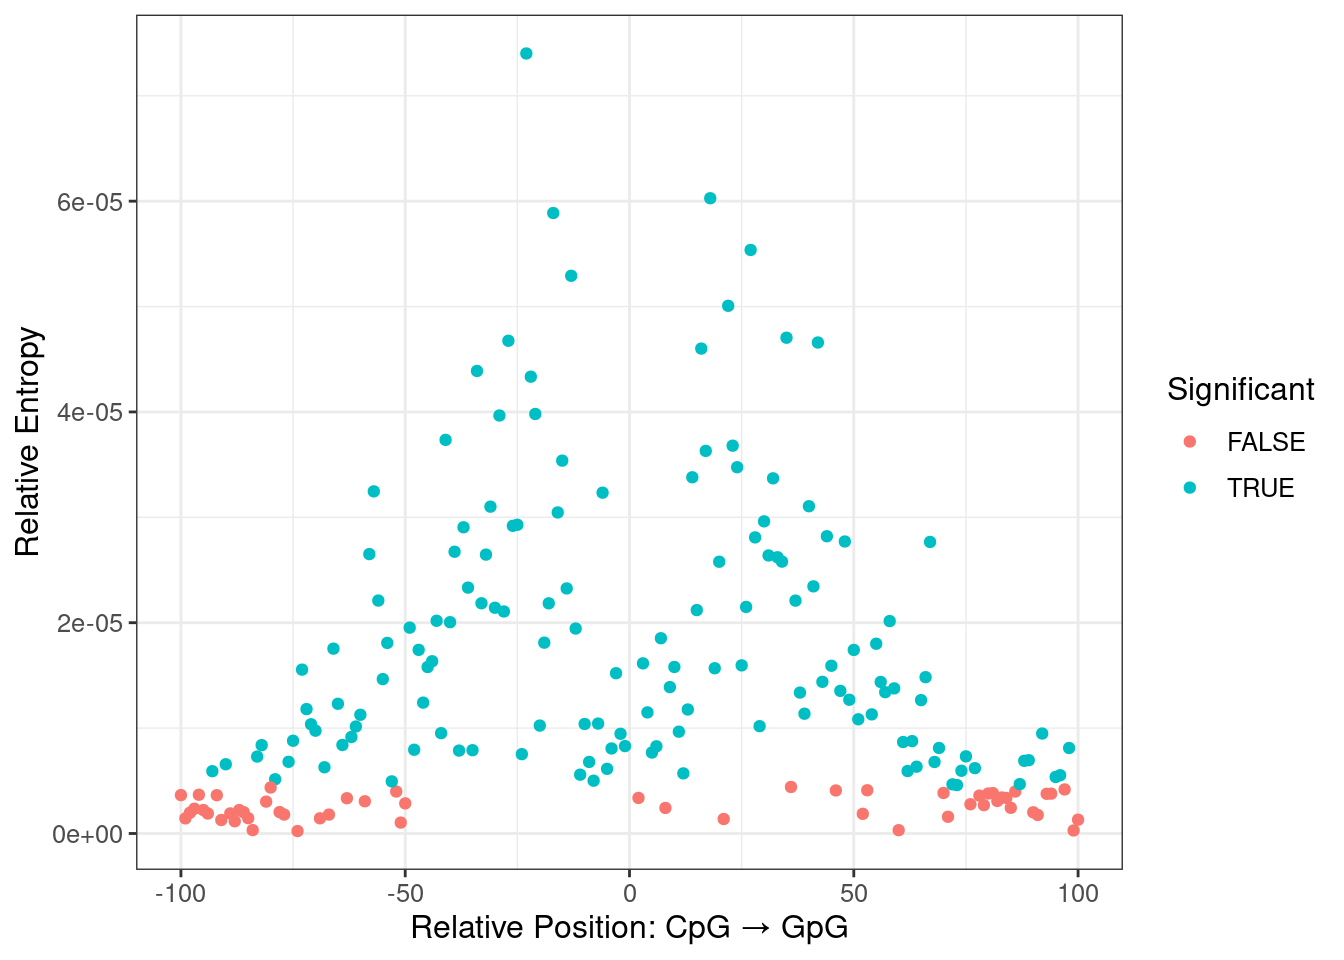 6e-05
4e-05
2e-05
0e+00
Relative Entropy
-100
-50
0
50
100
Relative Position: CpG → GpG
Significant
FALSE
TRUE